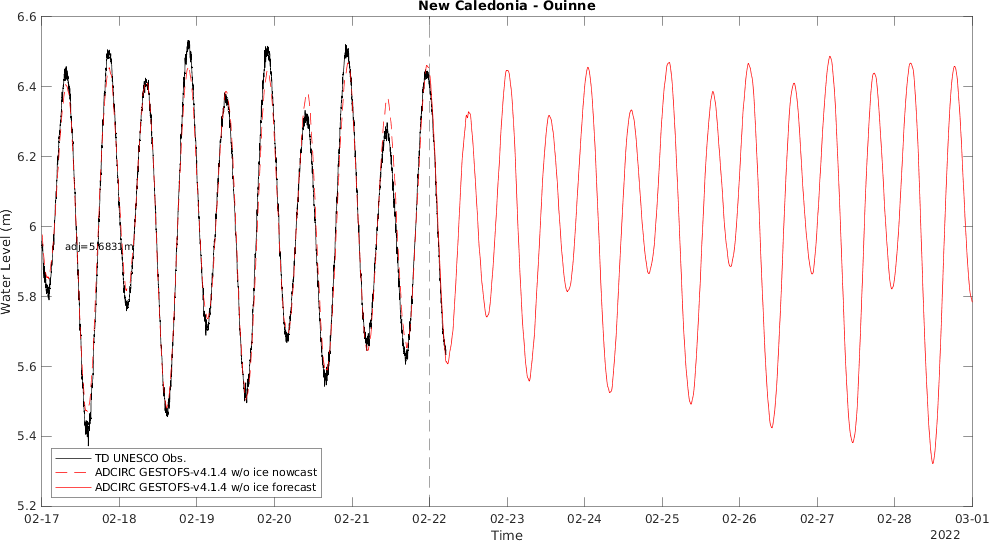 New Caledonia - Ouinne
6.6
6.4
6.2
6
5.8
5.6
5.4
5.2
Water Level (m)
adj=5.6831m
TD UNESCO Obs.
ADCIRC GESTOFS-v4.1.4 w/o ice nowcast
ADCIRC GESTOFS-v4.1.4 w/o ice forecast
02-17 02-18 02-19 02-20 02-21 02-22 02-23 02-24 02-25 02-26 02-27 02-28 03-01
Time
2022